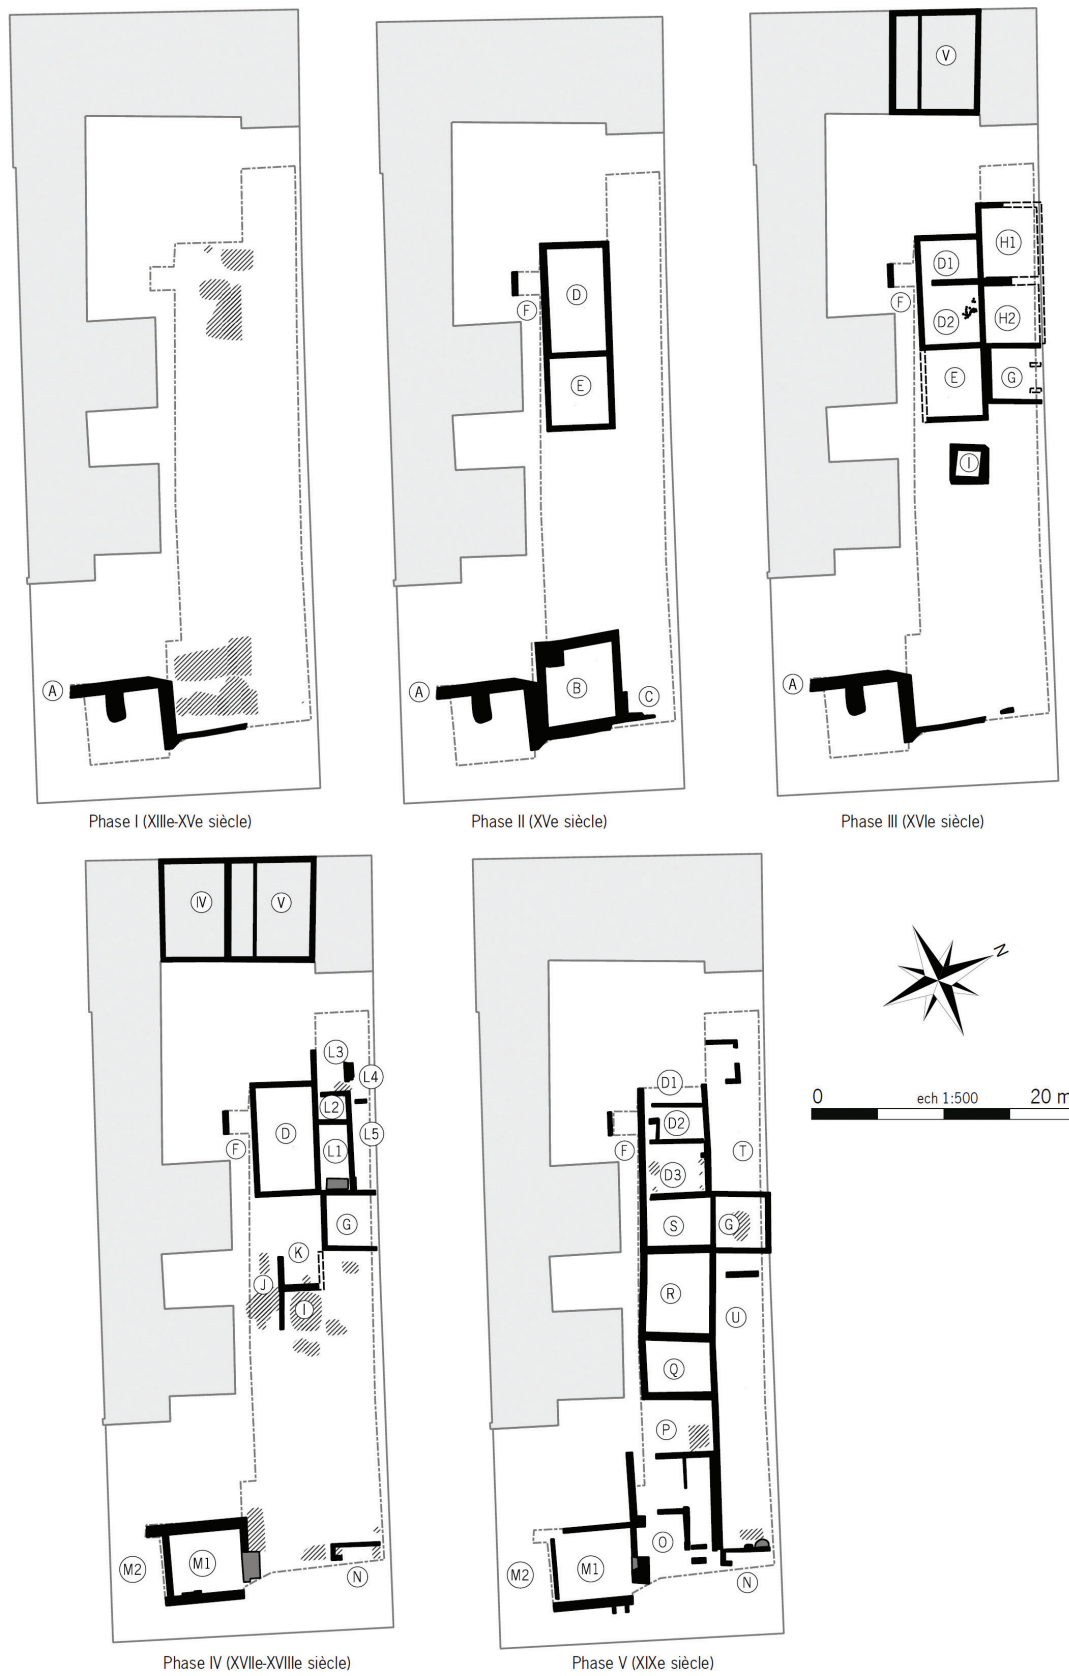 A
Phase I (XIIIe-XVe siècle)
D
F
E
A
B
C
Phase II (XVe siècle)
V
H1
D1
F
D2
H2
E
G
I
A
Phase III (XVIe siècle)
IV
V
L3
L4
L2
F
D
L5
L1
G
K
J
I
M2
M1
N
Phase IV (XVIIe-XVIIIe siècle)
D1
D2
F
T
D3
S
G
R
U
Q
P
O
M2
M1
N
Phase V (XIXe siècle)
N
0 ech 1:500 20 m